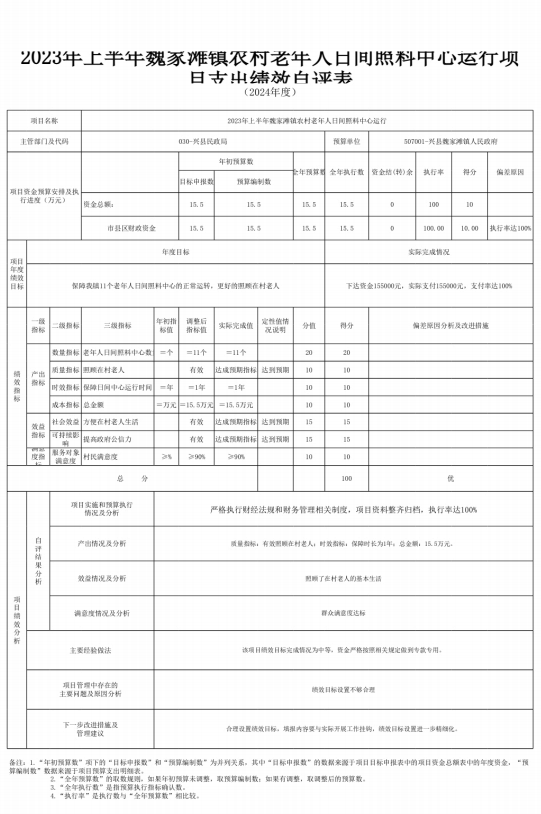 2023年上半年魏家滩镇农村老年人日间照料中心运行项
目支出绩效自评表
（2024年度）
项目名称 2023年上半年魏家滩镇农村老年人日间照料中心运行
主管部门及代码 030-兴县民政局 预算单位 507001-兴县魏家滩镇人民政府
项目资金预算安排及执行进度（万元） 年初预算数 全年预算数 全年执行数 资金结(转)余 执行率 得分 偏差原因
目标申报数 预算编制数
资金总额: 15.5 15.5 15.5 15.5 0 100 10
市县区财政资金 15.5 15.5 15.5 15.5 0 100.00 10.00 执行率达100%
项目年度绩效目标 年度目标 实际完成情况
保障我镇11个老年人日间照料中心的正常运转，更好的照顾在村老人 下达资金155000元，实际支付155000元，支付率达100%
绩效指标 一级指标 二级指标 三级指标 年初指标值 调整后指标值 实际完成值 定性值情况说明 分值 得分 偏差原因分析及改进措施
产出指标 数量指标 老年人日间照料中心数 ＝个 ＝11个 ＝11个 20 20
质量指标 照顾在村老人 有效 达成预期指标 达到预期 10 10
时效指标 保障日间中心运行时间 ＝年 ＝1年 ＝1年 10 10
成本指标 总金额 ＝万元 ＝15.5万元 ＝15.5万元 10 10
效益指标 社会效益 方便在村老人生活 有效 达成预期指标 达到预期 15 15
可持续影响 提高政府公信力 有效 达成预期指标 达到预期 15 15
满意度指标 服务对象满意度 村民满意度 ≥% ≥90% ≥90% 10 10
总 分 100 优
项目绩效分析 自评结果分析 项目实施和预算执行情况及分析 严格执行财经法规和财务管理相关制度，项目资料整齐归档，执行率达100%
产出情况及分析 质量指标：有效照顾在村老人；时效指标：保障时长为1年；总金额：15.5万元。
效益情况及分析 照顾了在村老人的基本生活
满意度情况及分析 群众满意度达标
主要经验做法 该项目绩效目标完成情况为中等，资金严格按照相关规定做到专款专用。
项目管理中存在的主要问题及原因分析 绩效目标设置不够合理
下一步改进措施及管理建议 合理设置绩效目标，填报内容要与实际开展工作挂钩，绩效目标设置进一步精细化。
备注：1.“年初预算数”项下的“目标申报数”和“预算编制数”为并列关系，其中“目标申报数”的数据来源于项目目标申报表中的项目资金总额表中的年度资金，“预
算编制数”数据来源于项目预算支出明细表。
2.“全年预算数”的取数规则，如果年初预算未调整，取预算编制数；如果有调整，取调整后的预算数。
3.“全年执行数”是指预算执行指标确认数。
4.“执行率”是执行数与“全年预算数”相比较。